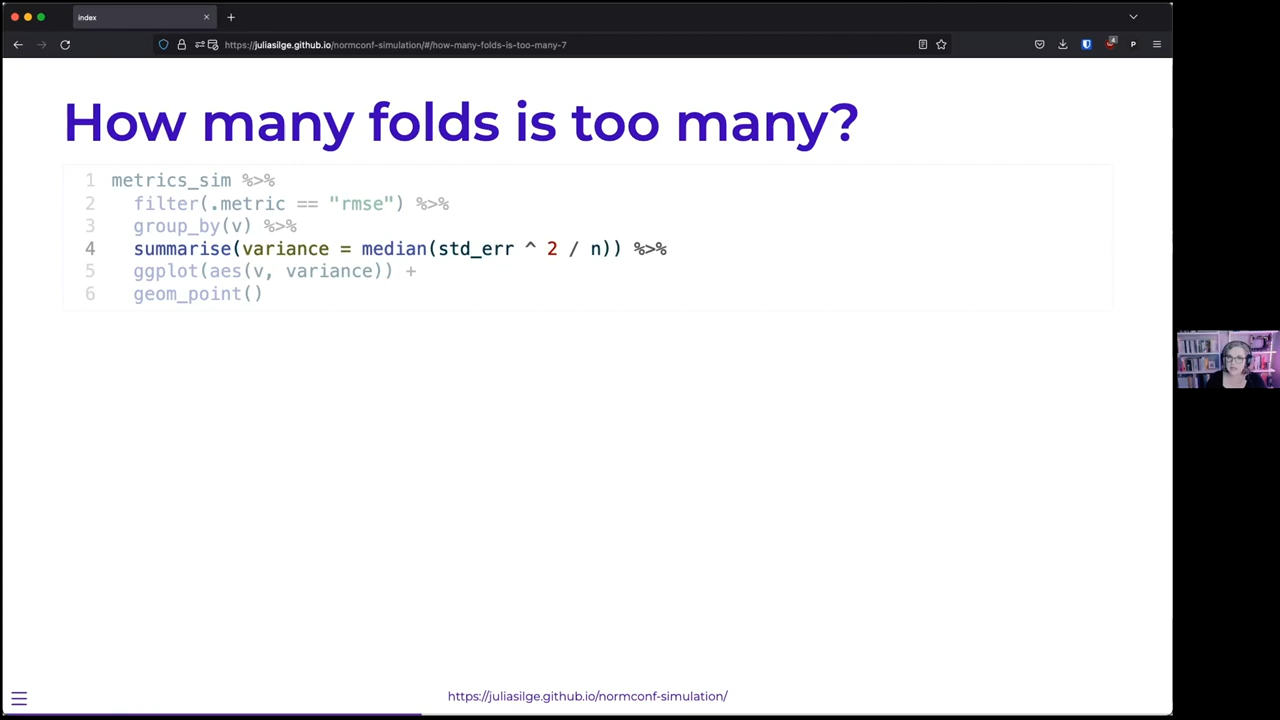 index
https://juliasilge.github.io/normconf-simulation/#/how-many-folds-is-too-many-7
4
P
How many folds is too many?
1 metrics_sim %>%
2 filter(.metric == "rmse") %>%
3 group_by(v) %>%
4 summarise(variance = median(std_err ^ 2 / n)) %>%
5 ggplot(aes(v, variance)) +
6 geom_point()
https://juliasilge.github.io/normconf-simulation/